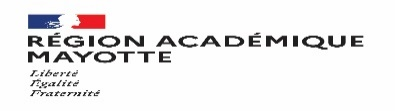 RÉGION ACADÉMIQUE
MAYOTTE
Liberté
Égalité
Fraternité